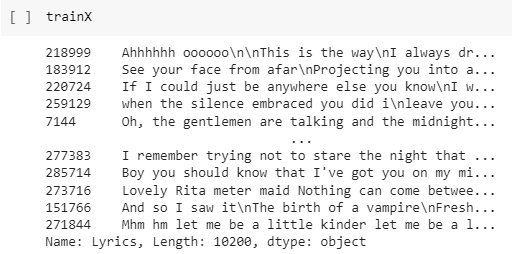 [ ] trainX
218999 Ahhhhhh oooooo\n\nThis is the way\nI always dr...
183912 See your face from afar\nProjecting you into a...
220724 If I could just be anywhere else you know\nI w...
259129 when the silence embraced you did i\nleave you...
7144 Oh, the gentlemen are talking and the midnight...
...
277383 I remember trying not to stare the night that ...
285714 Boy you should know that I've got you on my mi...
273716 Lovely Rita meter maid Nothing can come betwee...
151766 And so I saw it\nThe birth of a vampire\nFresh...
271844 Mhm hm let me be a little kinder let me be a l...
Name: Lyrics, Length: 10200, dtype: object